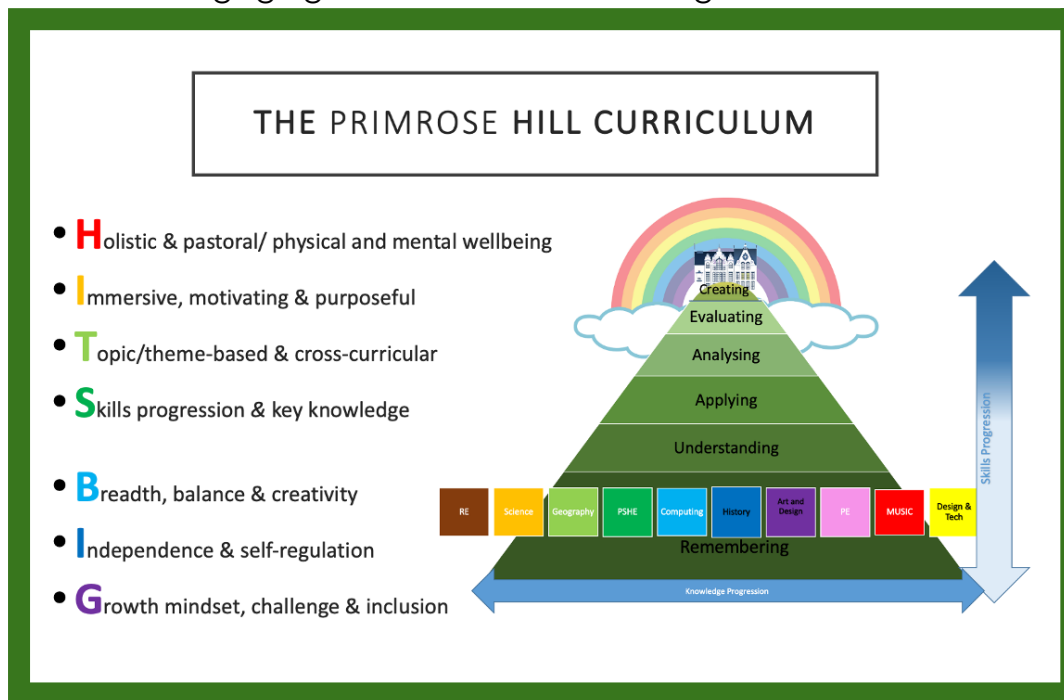 THE PRIMROSE HILL CURRICULUM
Holistic & pastoral/ physical and mental wellbeing
Immersive, motivating & purposeful
Topic/theme-based & cross-curricular
Skills progression & key knowledge
Breadth, balance & creativity
Independence & self-regulation
Growth mindset, challenge & inclusion
Creating
Evaluating
Analysing
Applying
Understanding
RE
Science
Geography
PSHE
Computing
History
Art and
Design
PE
MUSIC
Design &
Tech
Remembering
Knowledge Progression
Skills Progression